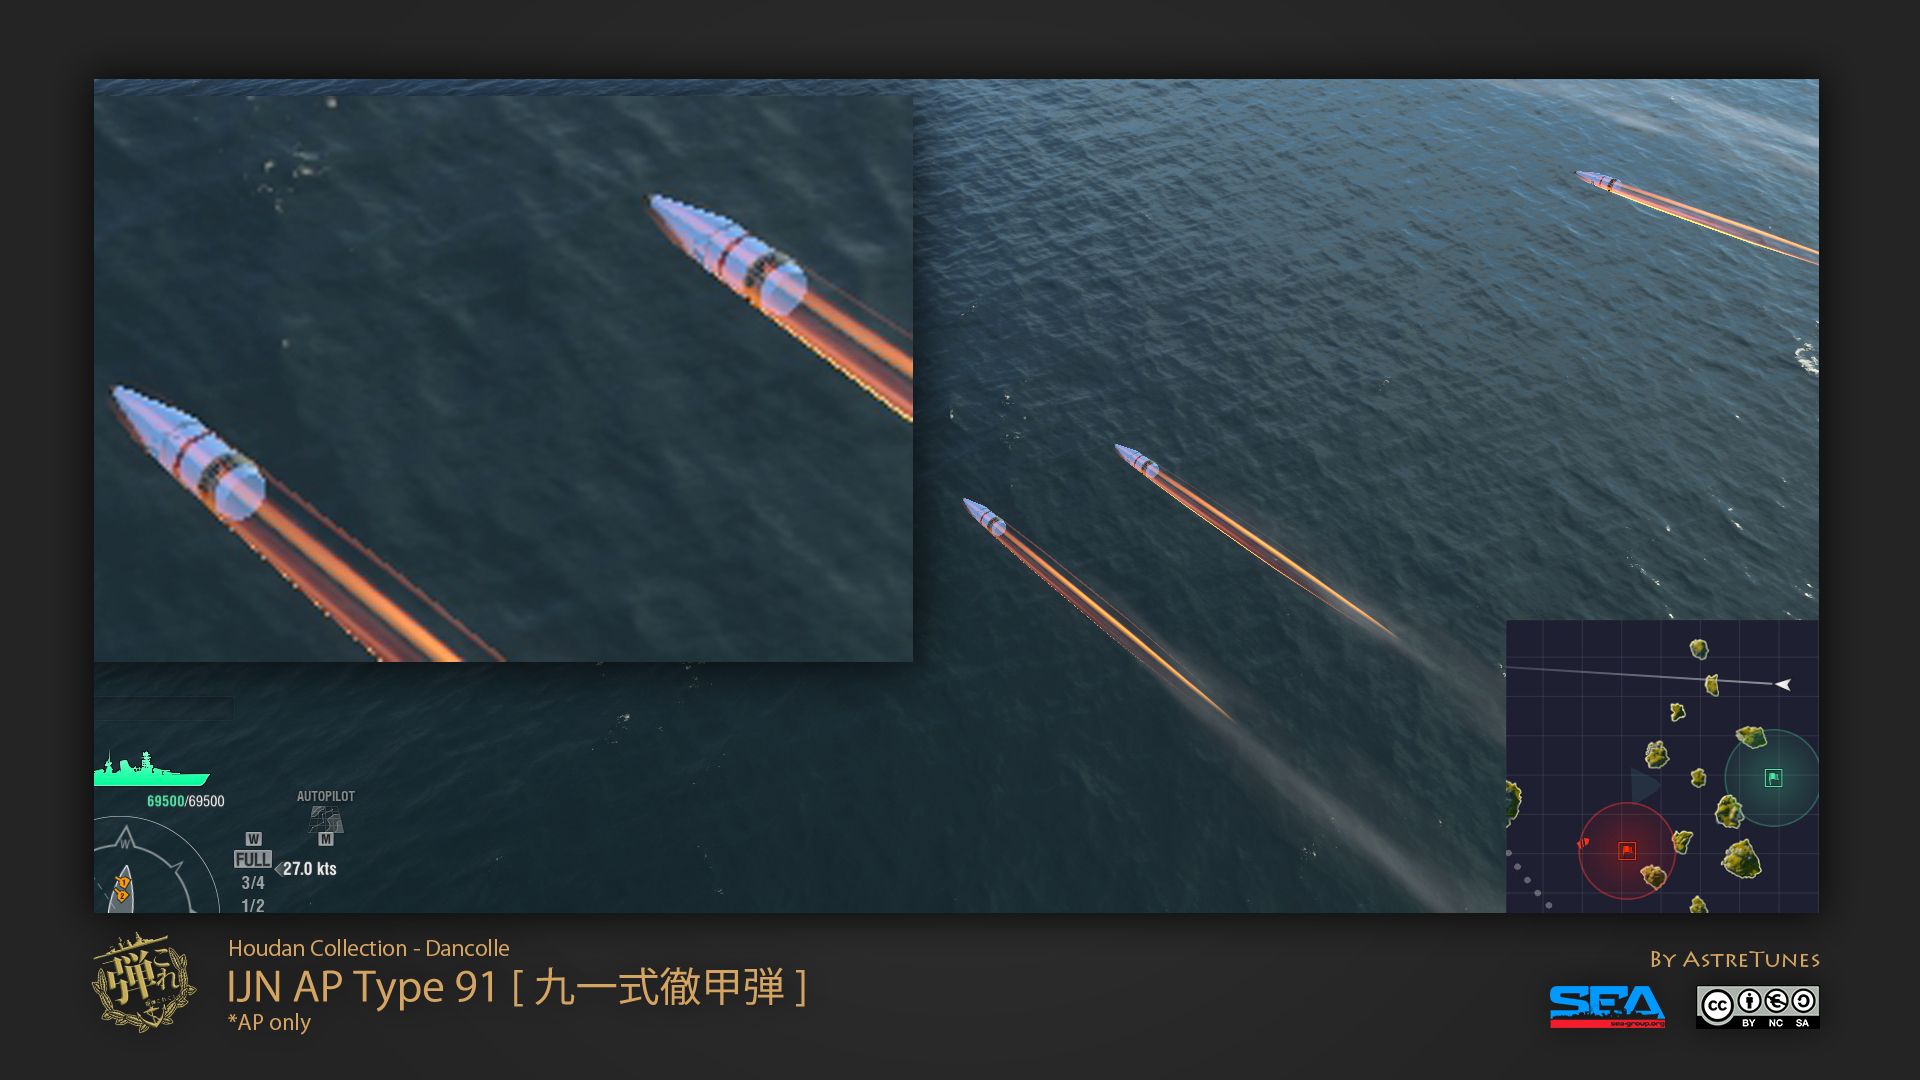 69500/69500
AUTOPILOT
W
W
M
FULL
27.0 kts
3/4
1/2
1
2
Houdan Collection - Dancolle
IJN AP Type 91 [ 九一式徹甲弾 ]
*AP only
弾これ
By AstreTunes
SEA
sea-group.org
cc
BY NC SA